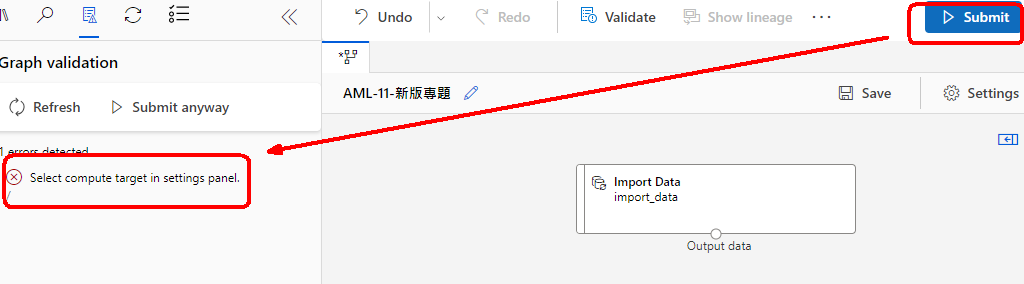 Undo
Redo
Validate
Show lineage
Submit
Graph validation
Refresh
Submit anyway
1 errors detected
Select compute target in settings panel.
/
AML-11-新版專題
Save
Settings
Import Data
import_data
Output data